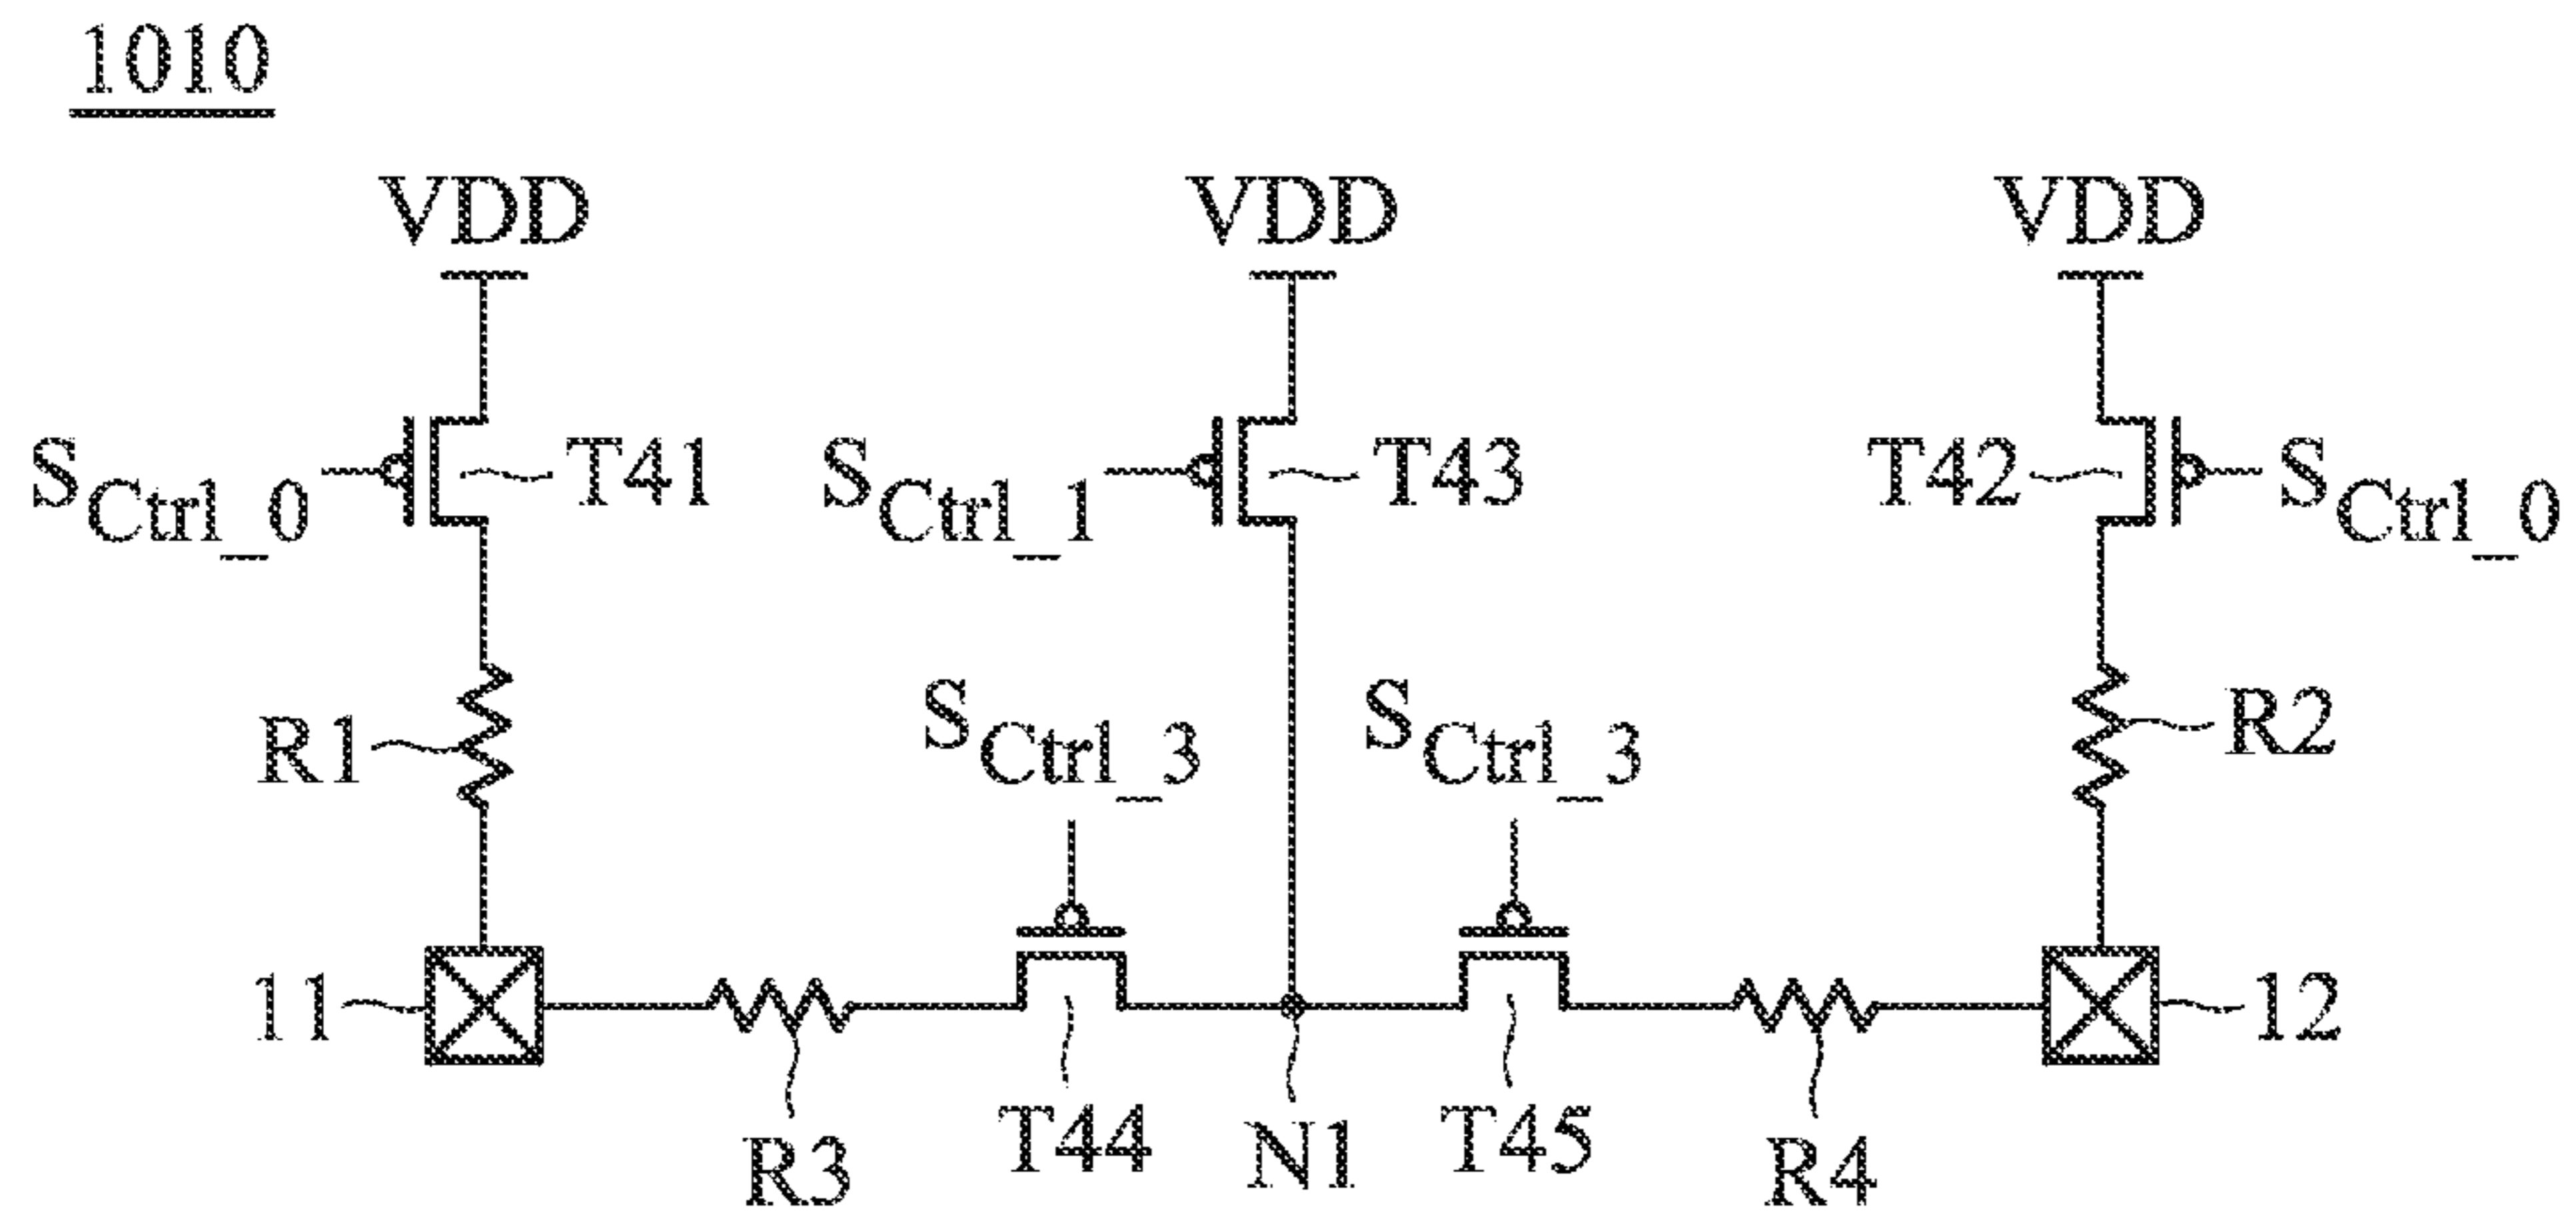 1010
VDD VDD VDD
SCtrl_0 T41 SCtrl_1 T43 T42 SCtrl_0
R1 SCtrl_3 SCtrl_3 R2
11 12
R3 T44 N1 T45 R4